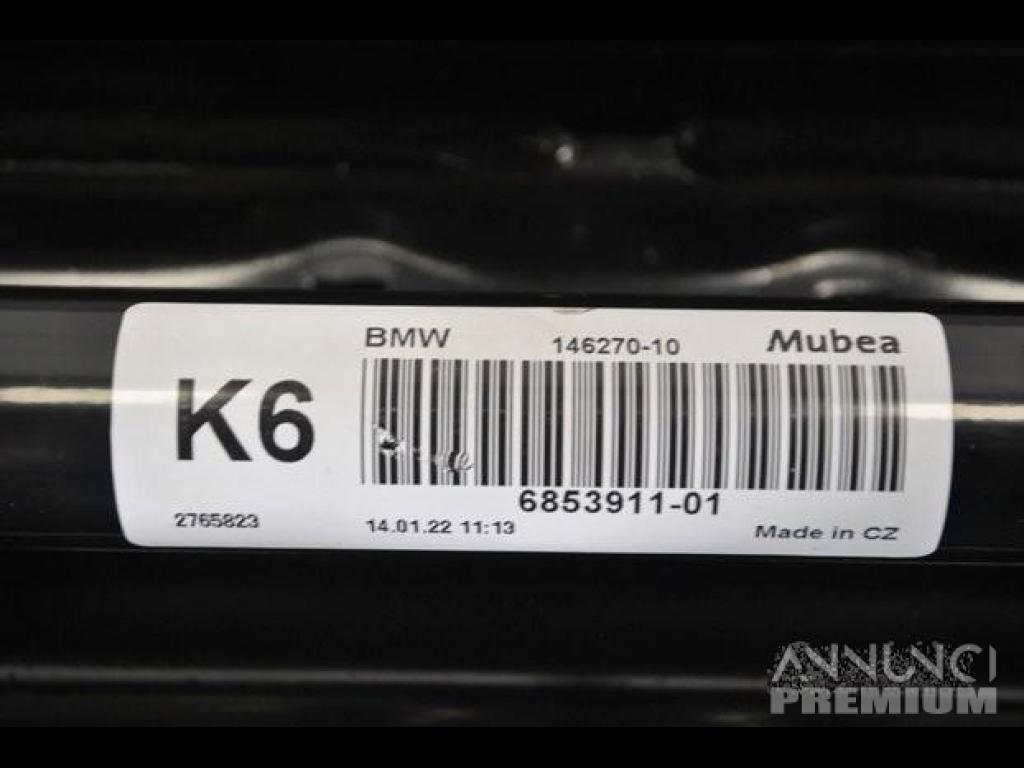 BMW 146270-10 Mubea
K6
6853911-01
2765823 14.01.22 11:13 Made in CZ
ANNUNCI
PREMIUM